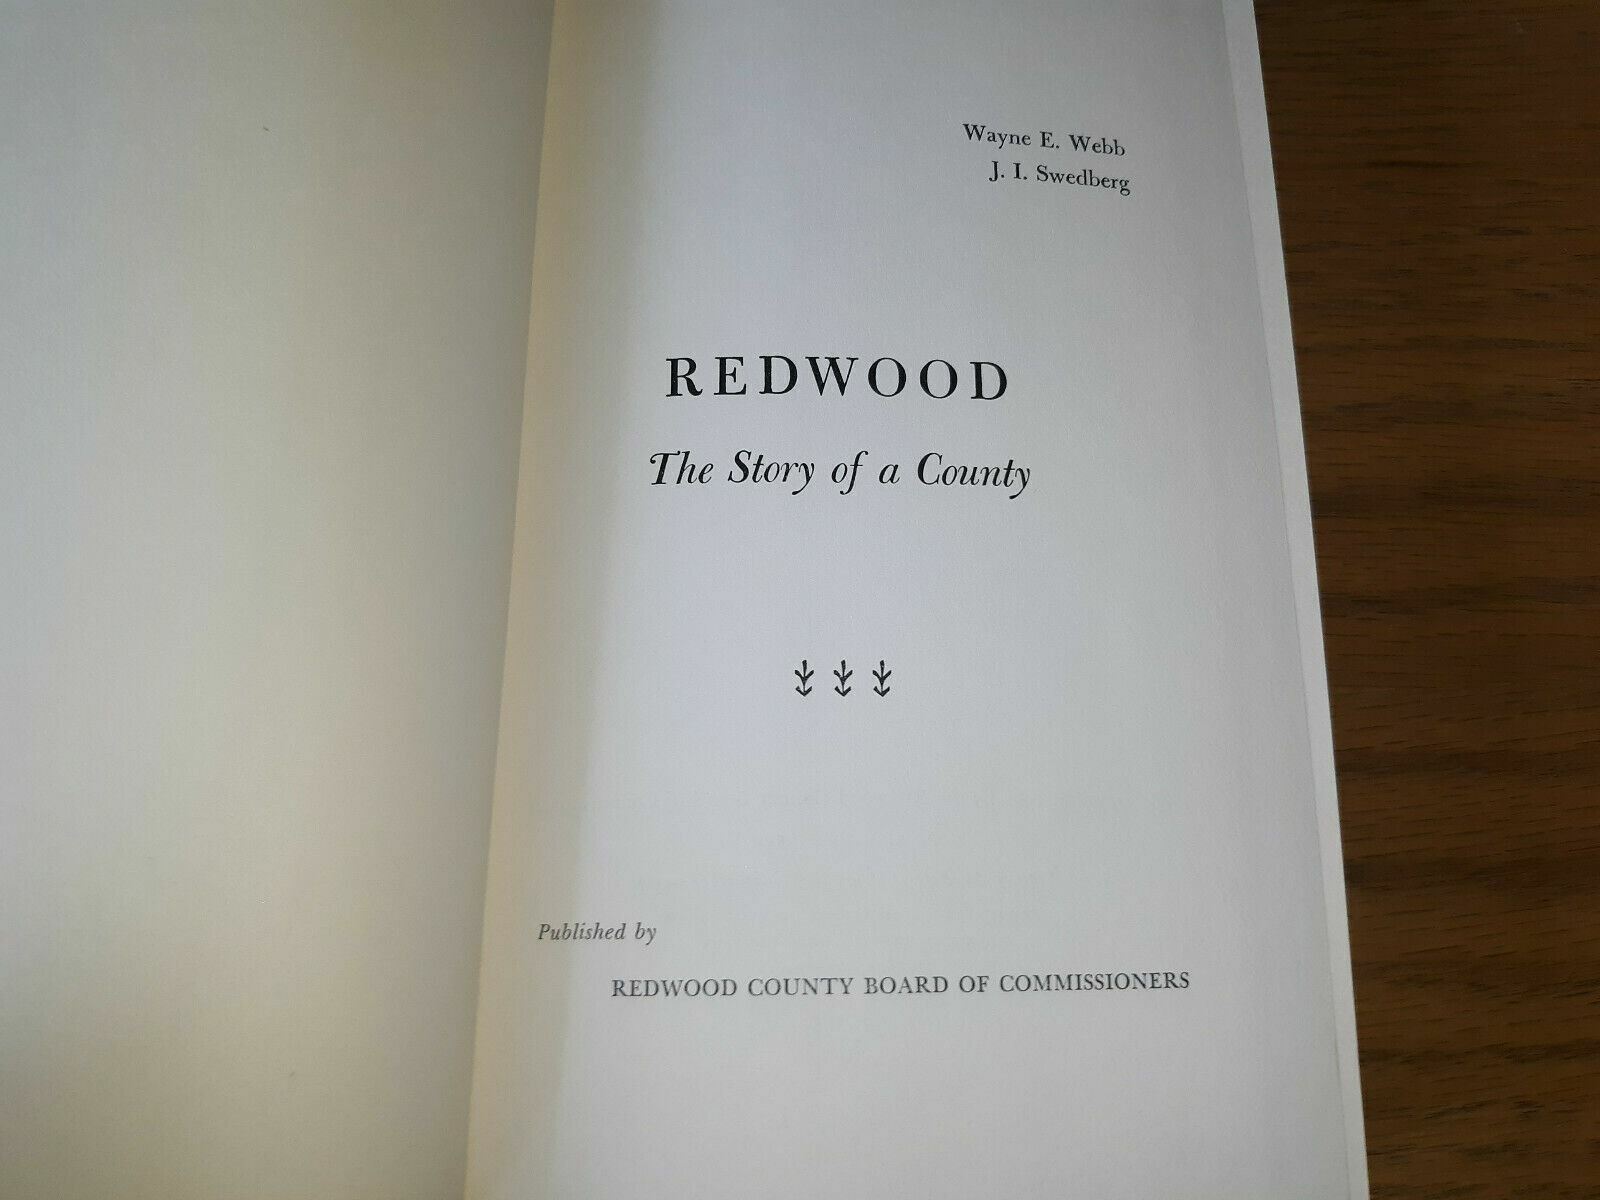 Wayne E. Webb
J. I. Swedberg
REDWOOD
The Story of a County
Published by
REDWOOD COUNTY BOARD OF COMMISSIONERS